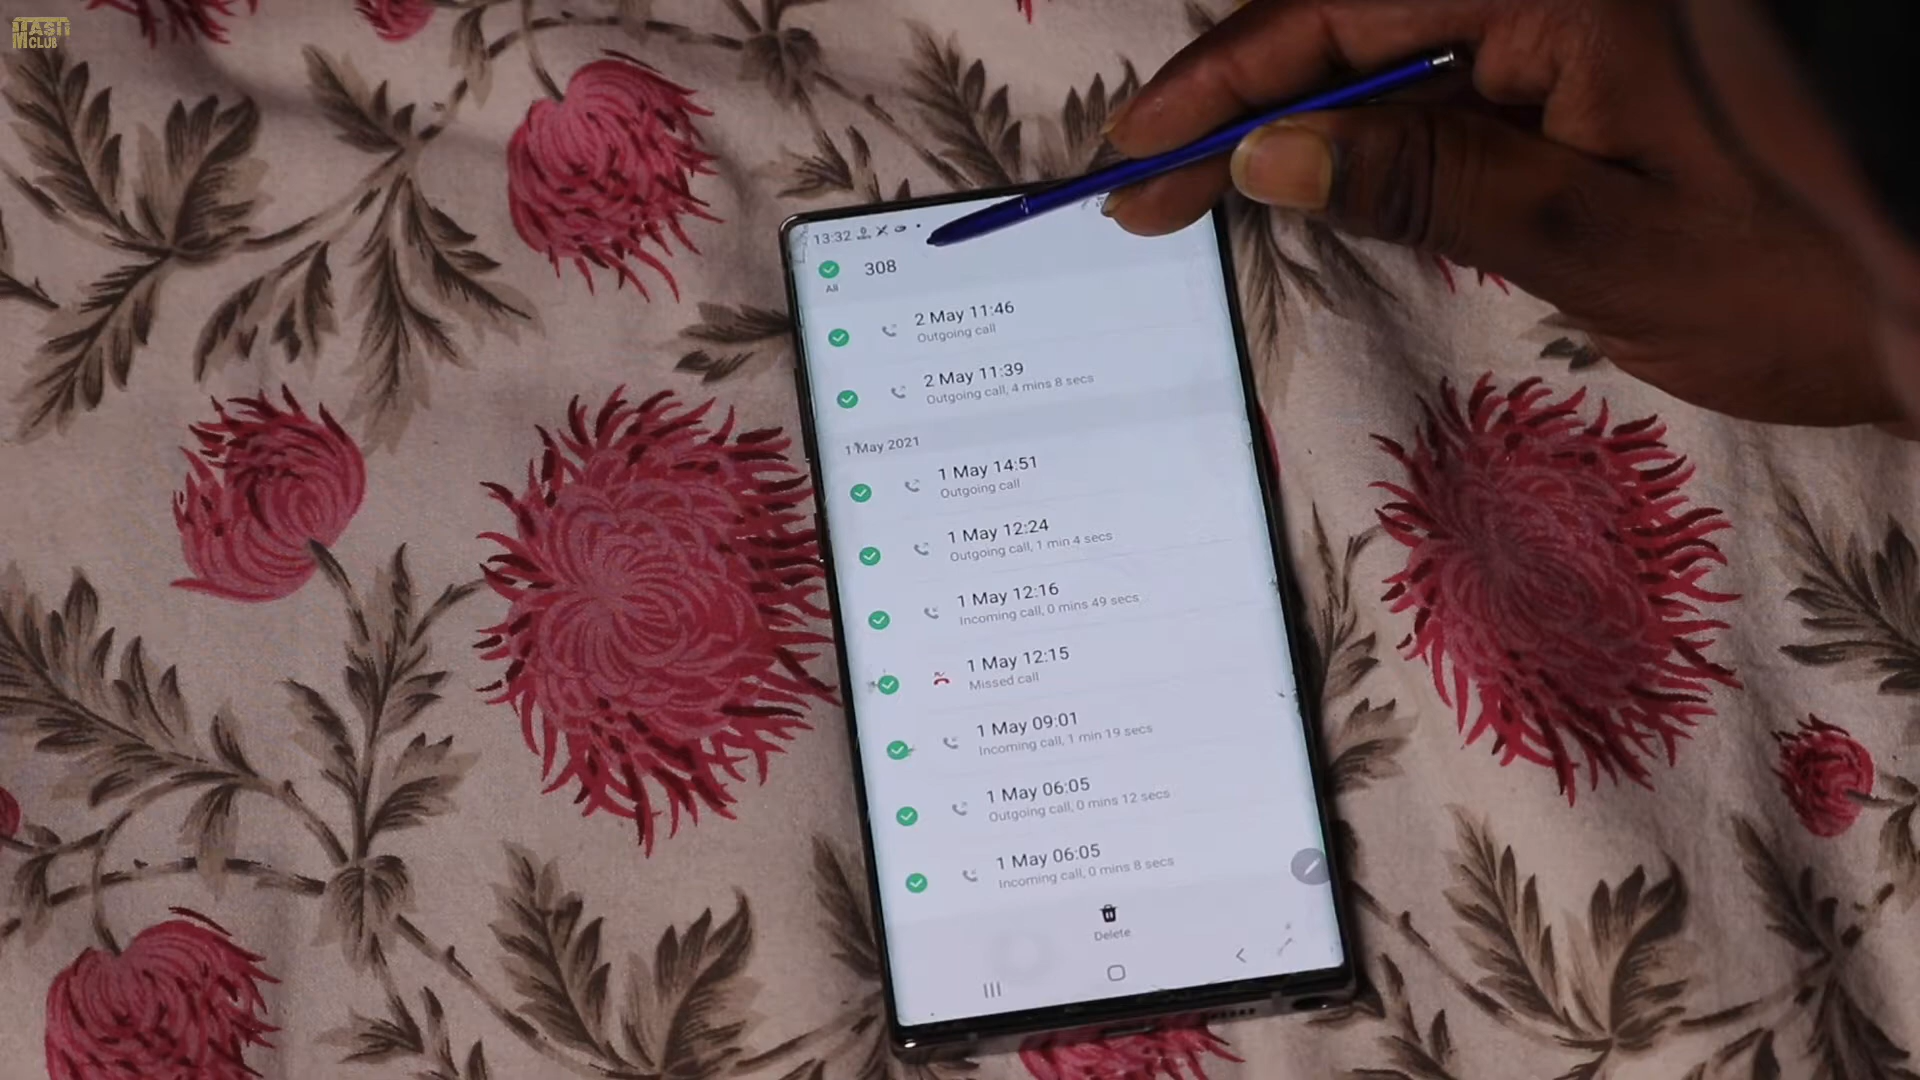 HASH
M CLUB
13:32
308
All
2 May 11:46
Outgoing call
2 May 11:39
Outgoing call, 4 mins 8 secs
1 May 2021
1 May 14:51
Outgoing call
1 May 12:24
Outgoing call, 1 min 4 secs
1 May 12:16
Incoming call, 0 mins 49 secs
1 May 12:15
Missed call
1 May 09:01
Incoming call, 1 min 19 secs
1 May 06:05
Outgoing call, 0 mins 12 secs
1 May 06:05
Incoming call, 0 mins 8 secs
Delete